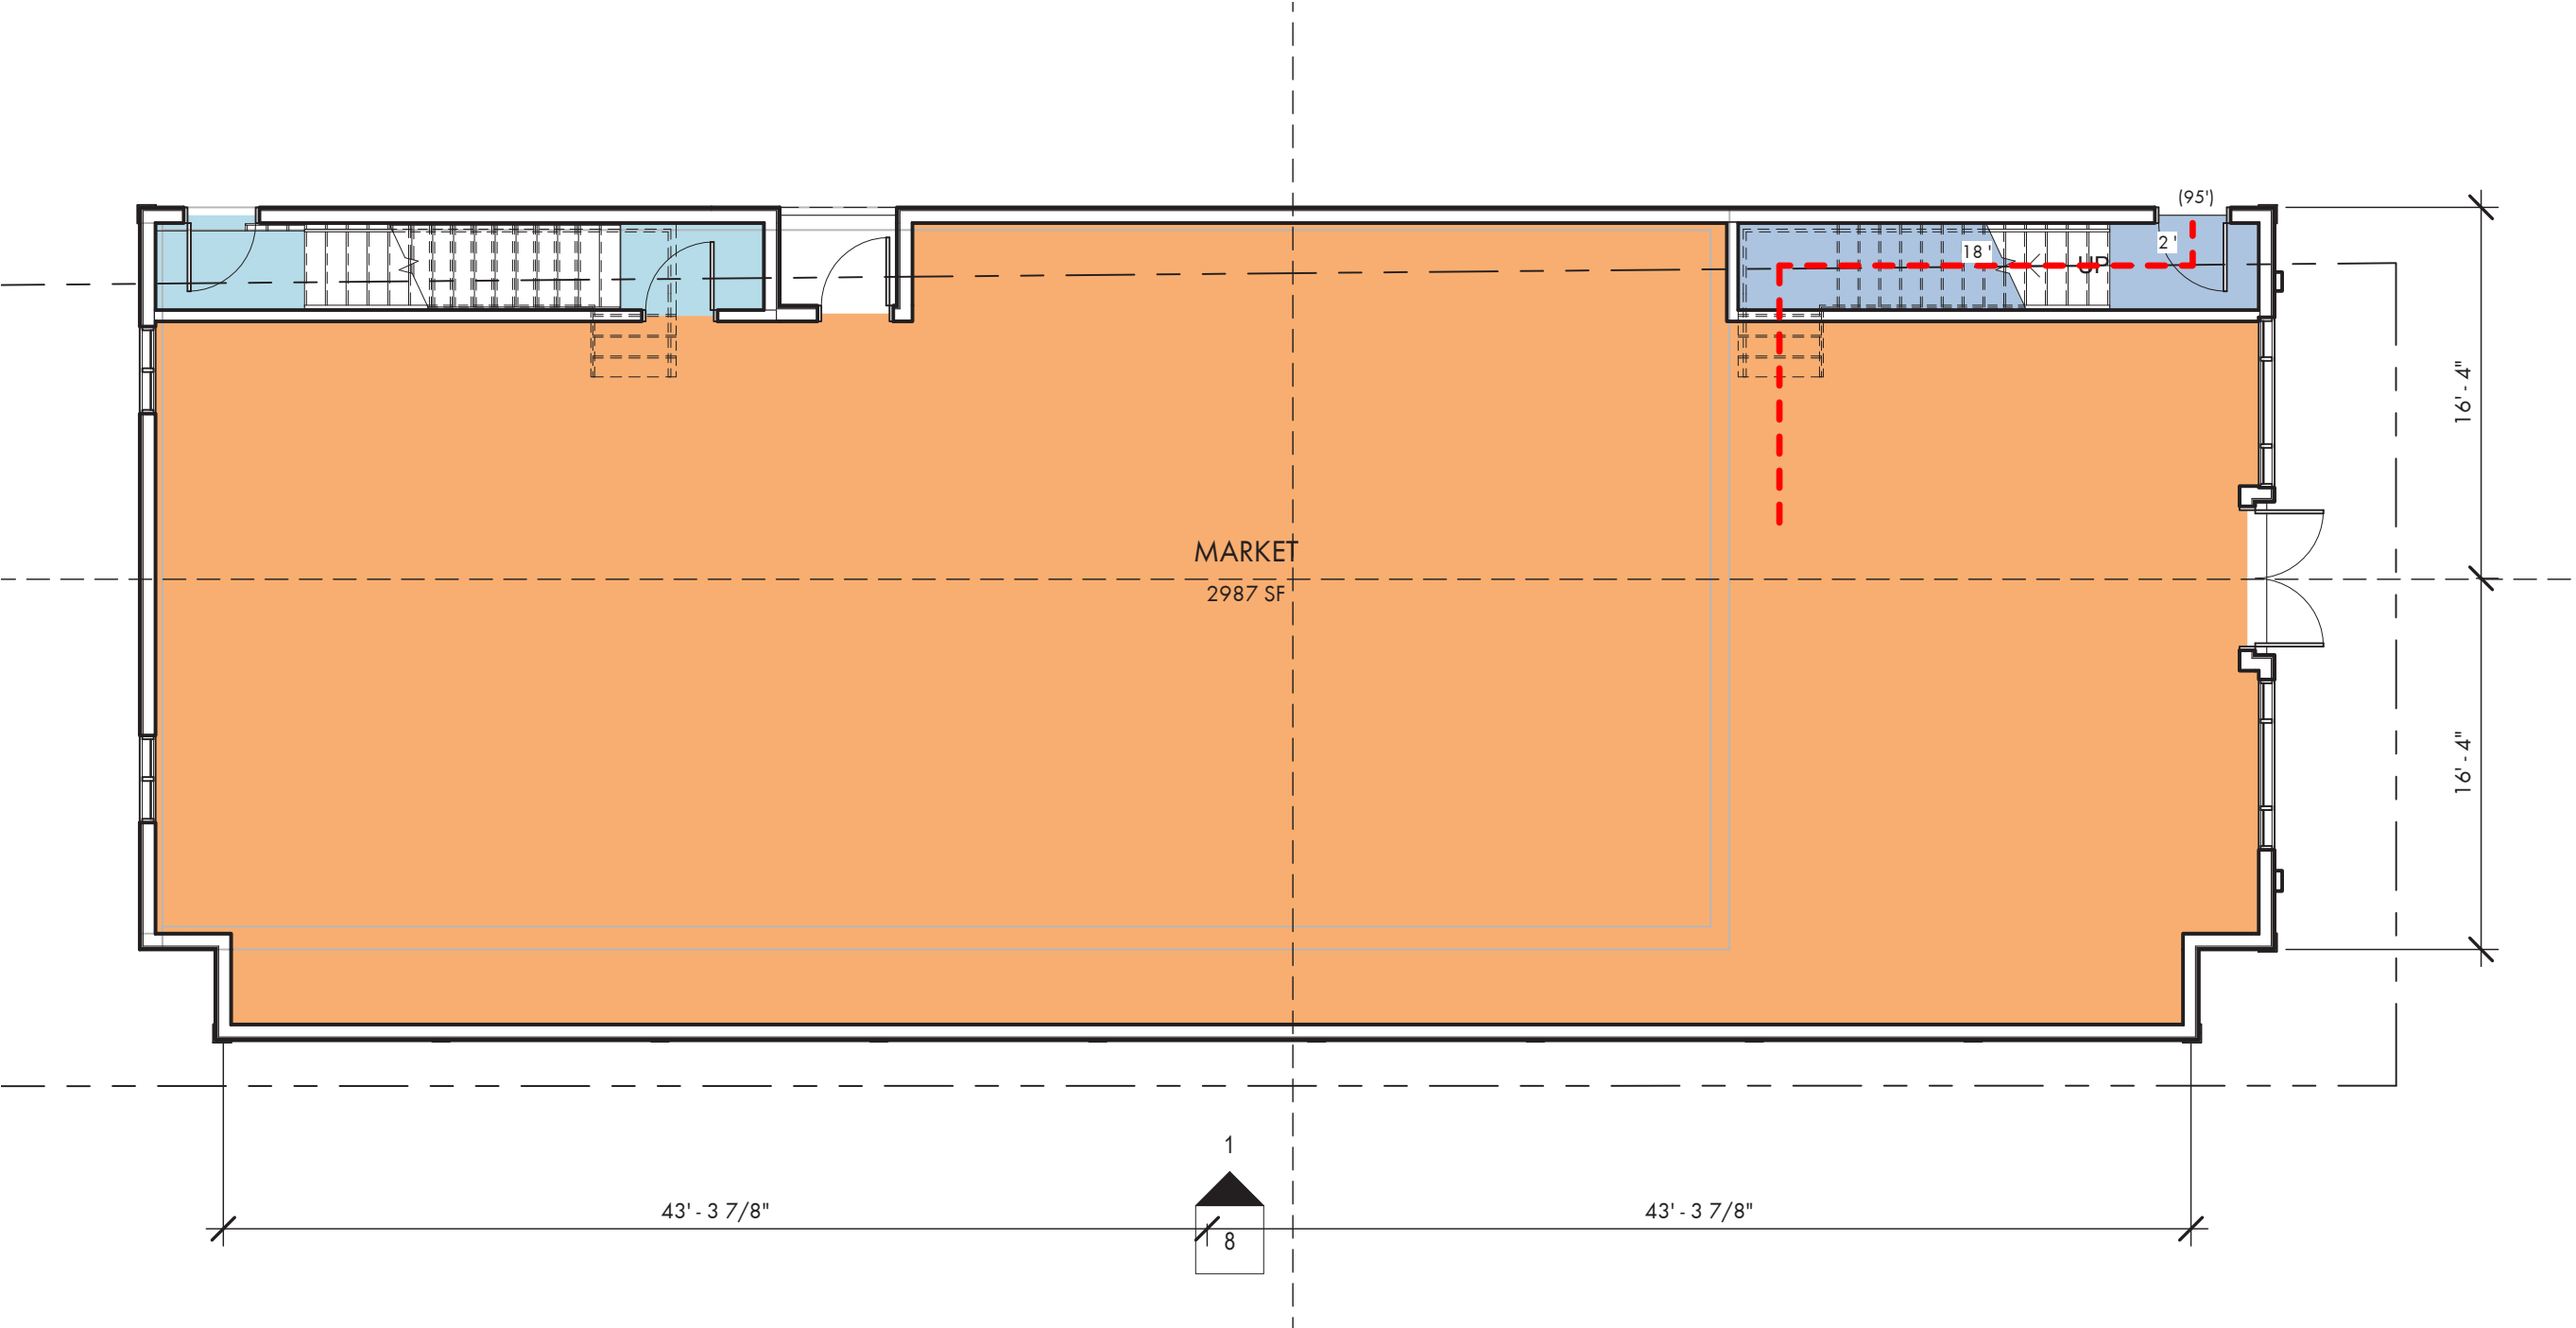 (95')
2 '
18 '
UP
16' - 4"
MARKET
2987 SF
16' - 4"
1
43' - 3 7/8"
43' - 3 7/8"
8